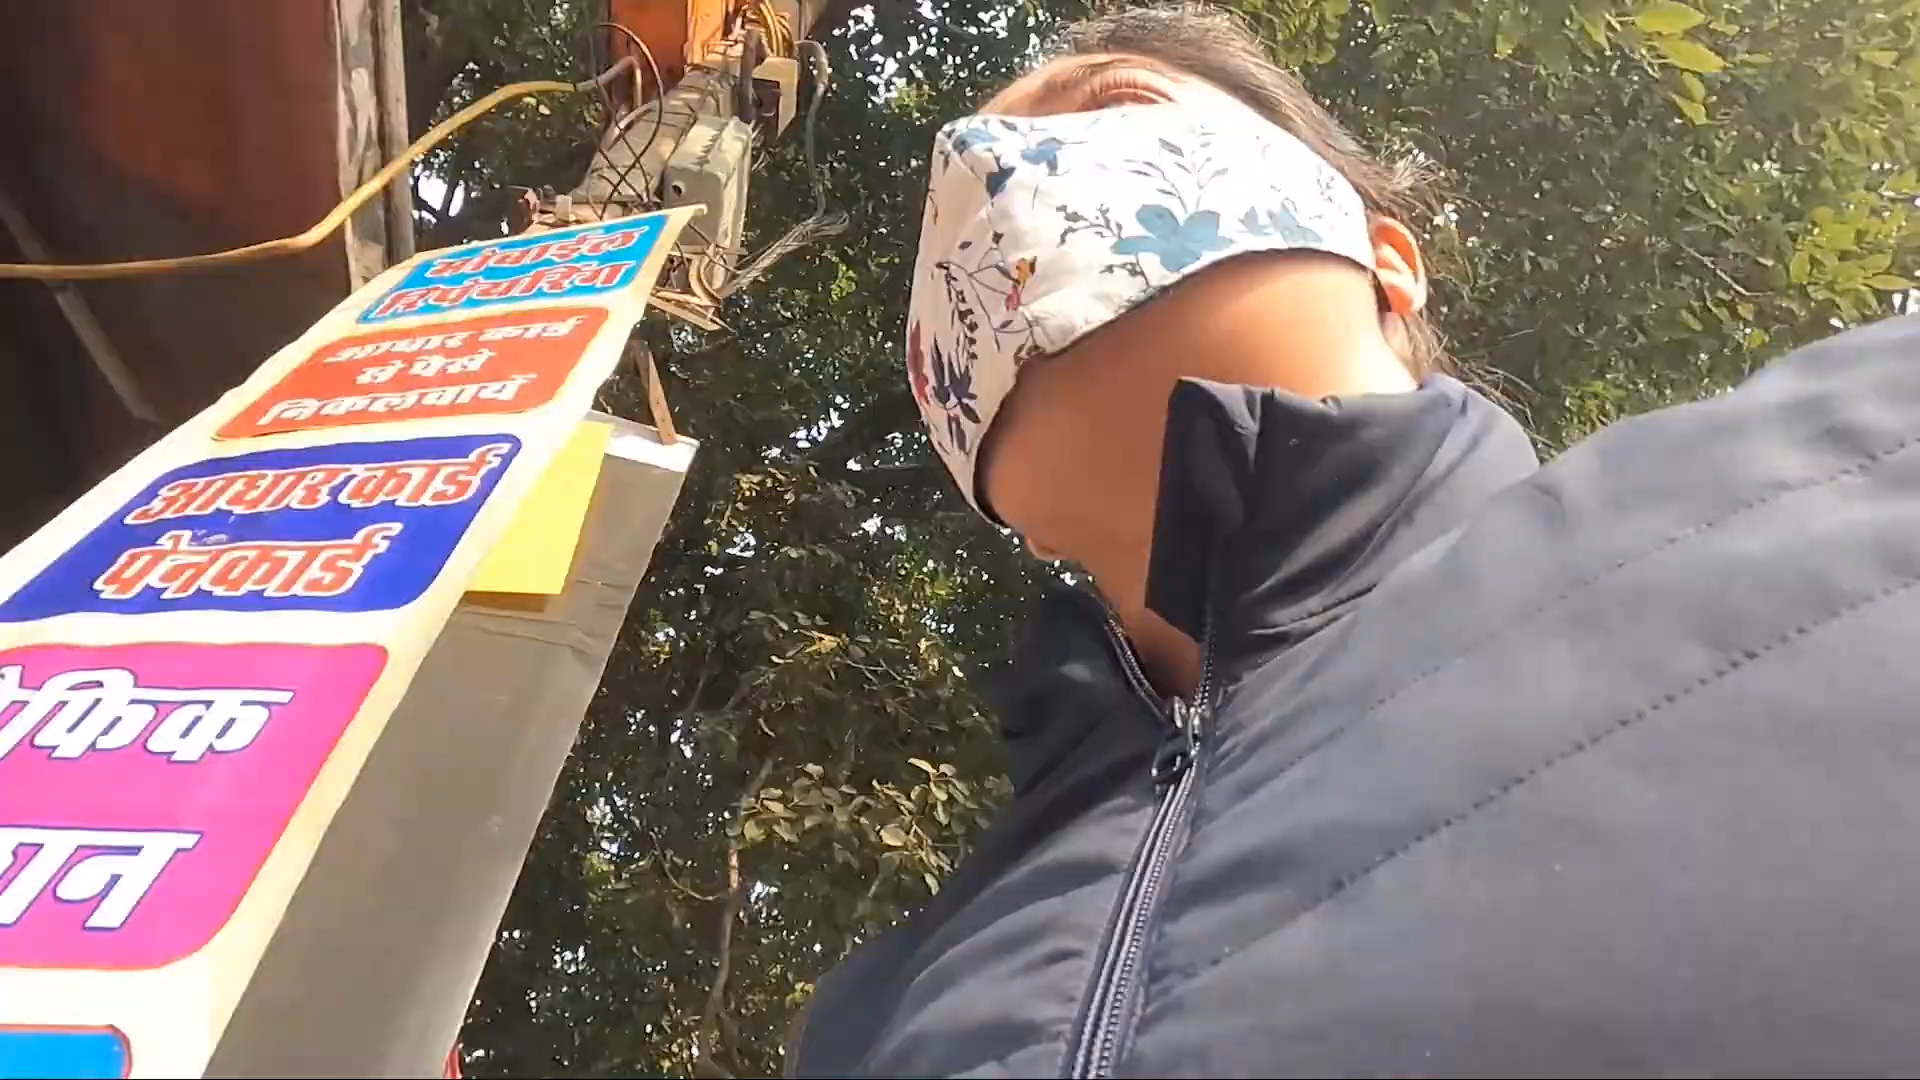 मोबाईल
रिपेयरिंग
आधार कार्ड
से पैसे
निकलवायें
आधार कार्ड
पेनकार्ड